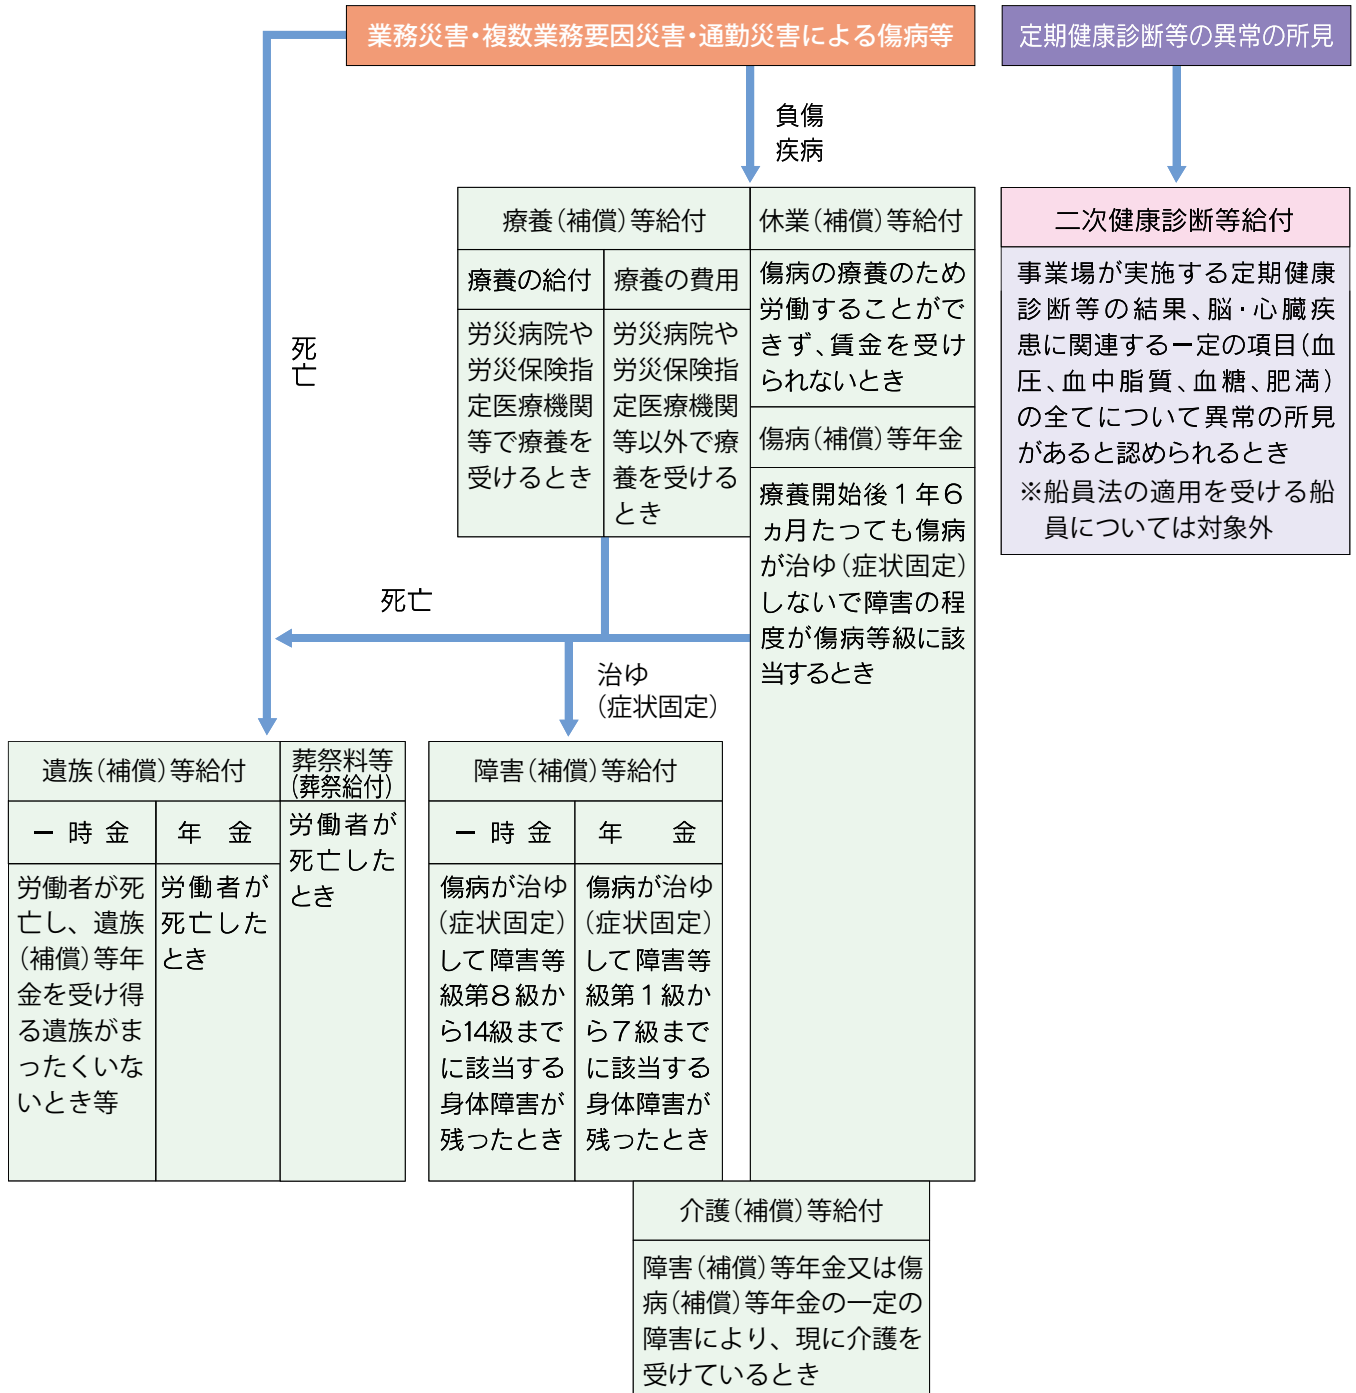 業務災害・複数業務要因災害・通勤災害による傷病等
定期健康診断等の異常の所見
負傷
疾病
療養(補償)等給付
療養の給付
労災病院や
労災保険指
定医療機関
等で療養を
受けるとき
療養の費用
労災病院や
労災保険指
定医療機関
等以外で療
養を受ける
とき
休業(補償)等給付
傷病の療養のため
労働することがで
きず、賃金を受け
られないとき
傷病(補償)等年金
療養開始後1年6
ヵ月たっても傷病
が治ゆ(症状固定)
しないで障害の程
度が傷病等級に該
当するとき
二次健康診断等給付
事業場が実施する定期健康
診断等の結果、脳・心臓疾
患に関連する一定の項目(血
圧、血中脂質、血糖、肥満)
の全てについて異常の所見
があると認められるとき
※船員法の適用を受ける船
員については対象外
死亡
死亡
治ゆ
(症状固定)
遺族(補償)等給付
一時金
労働者が死
亡し、遺族
(補償)等年
金を受け得
る遺族がま
ったくいな
いとき等
年金
労働者が
死亡した
とき
葬祭料等
(葬祭給付)
労働者が
死亡した
とき
障害(補償)等給付
一時金
傷病が治ゆ
(症状固定)
して障害等
級第8級か
ら14級まで
に該当する
身体障害が
残ったとき
年金
傷病が治ゆ
(症状固定)
して障害等
級第1級か
ら7級まで
に該当する
身体障害が
残ったとき
介護(補償)等給付
障害(補償)等年金又は傷
病(補償)等年金の一定の
障害により、現に介護を
受けているとき